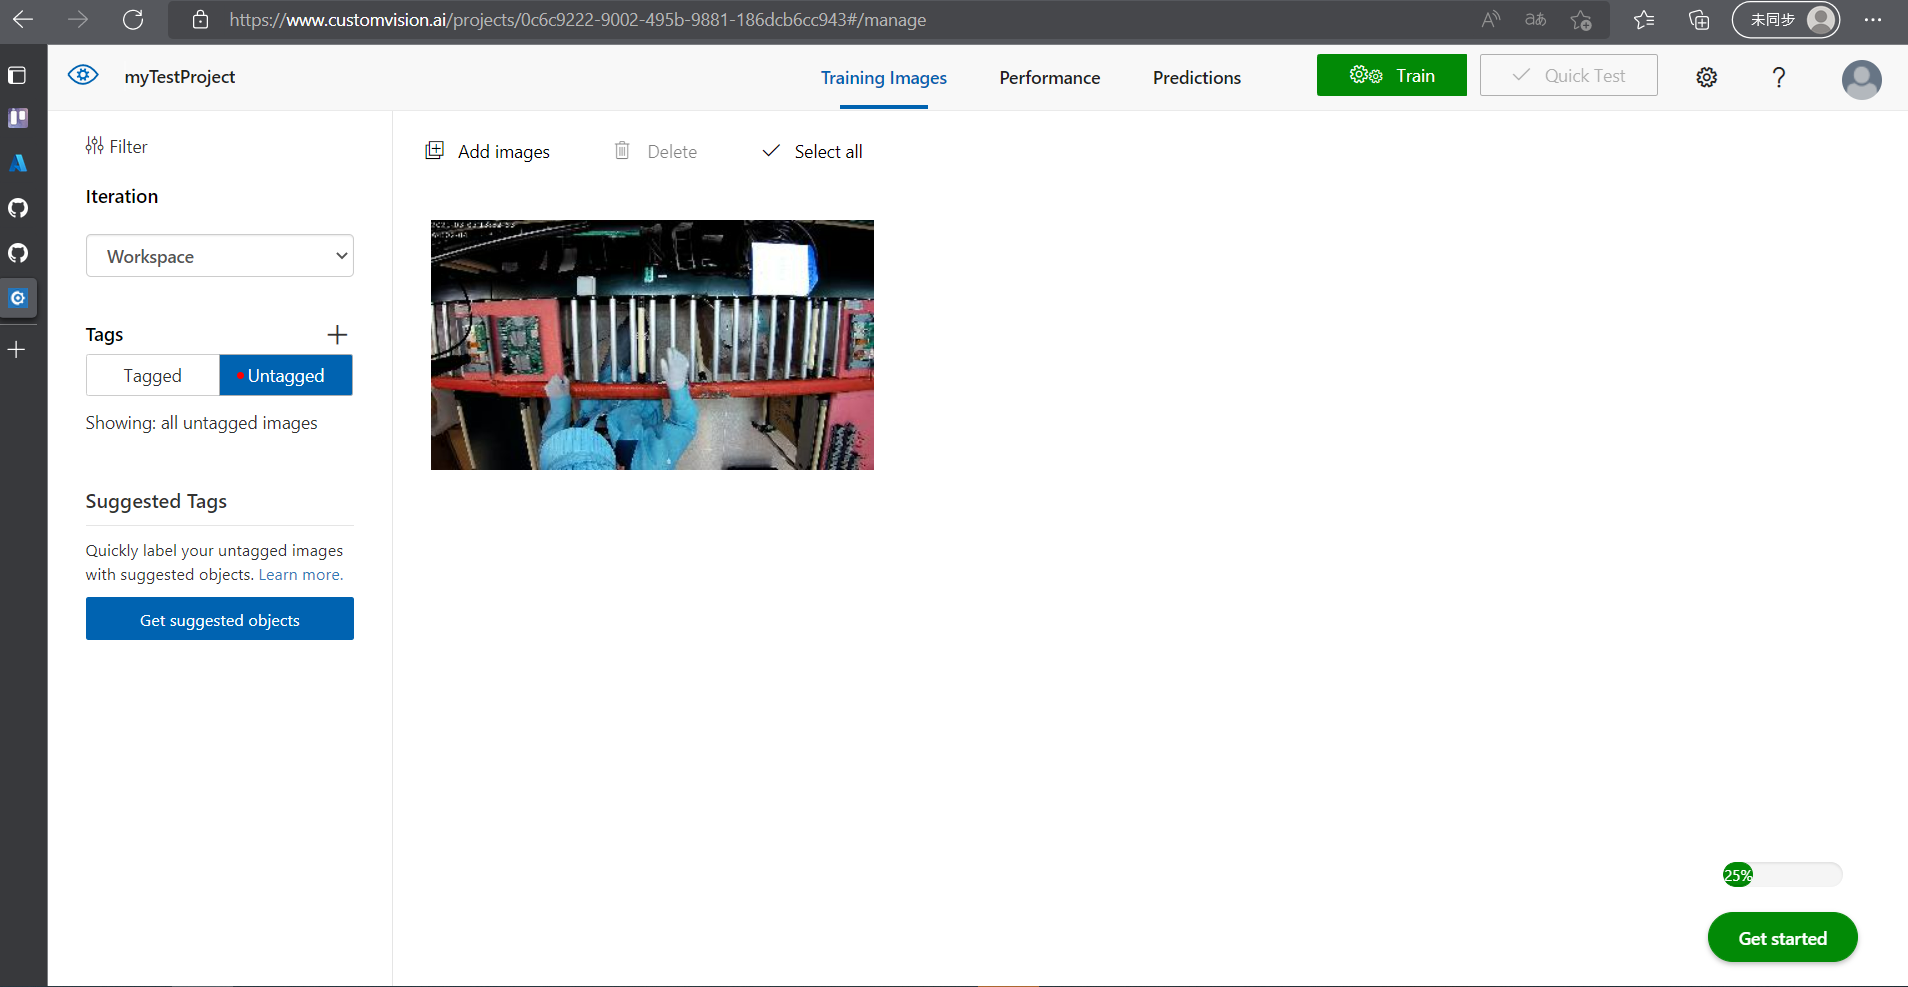 https://www.customvision.ai/projects/0c6c9222-9002-495b-9881-186dcb6cc943#/manage
未同步
myTestProject
Training Images
Performance
Predictions
Train
Quick Test
Filter
Add images
Delete
Select all
Iteration
Workspace
Tags
Tagged
Untagged
Showing: all untagged images
Suggested Tags
Quickly label your untagged images
with suggested objects. Learn more.
Get suggested objects
25%
Get started